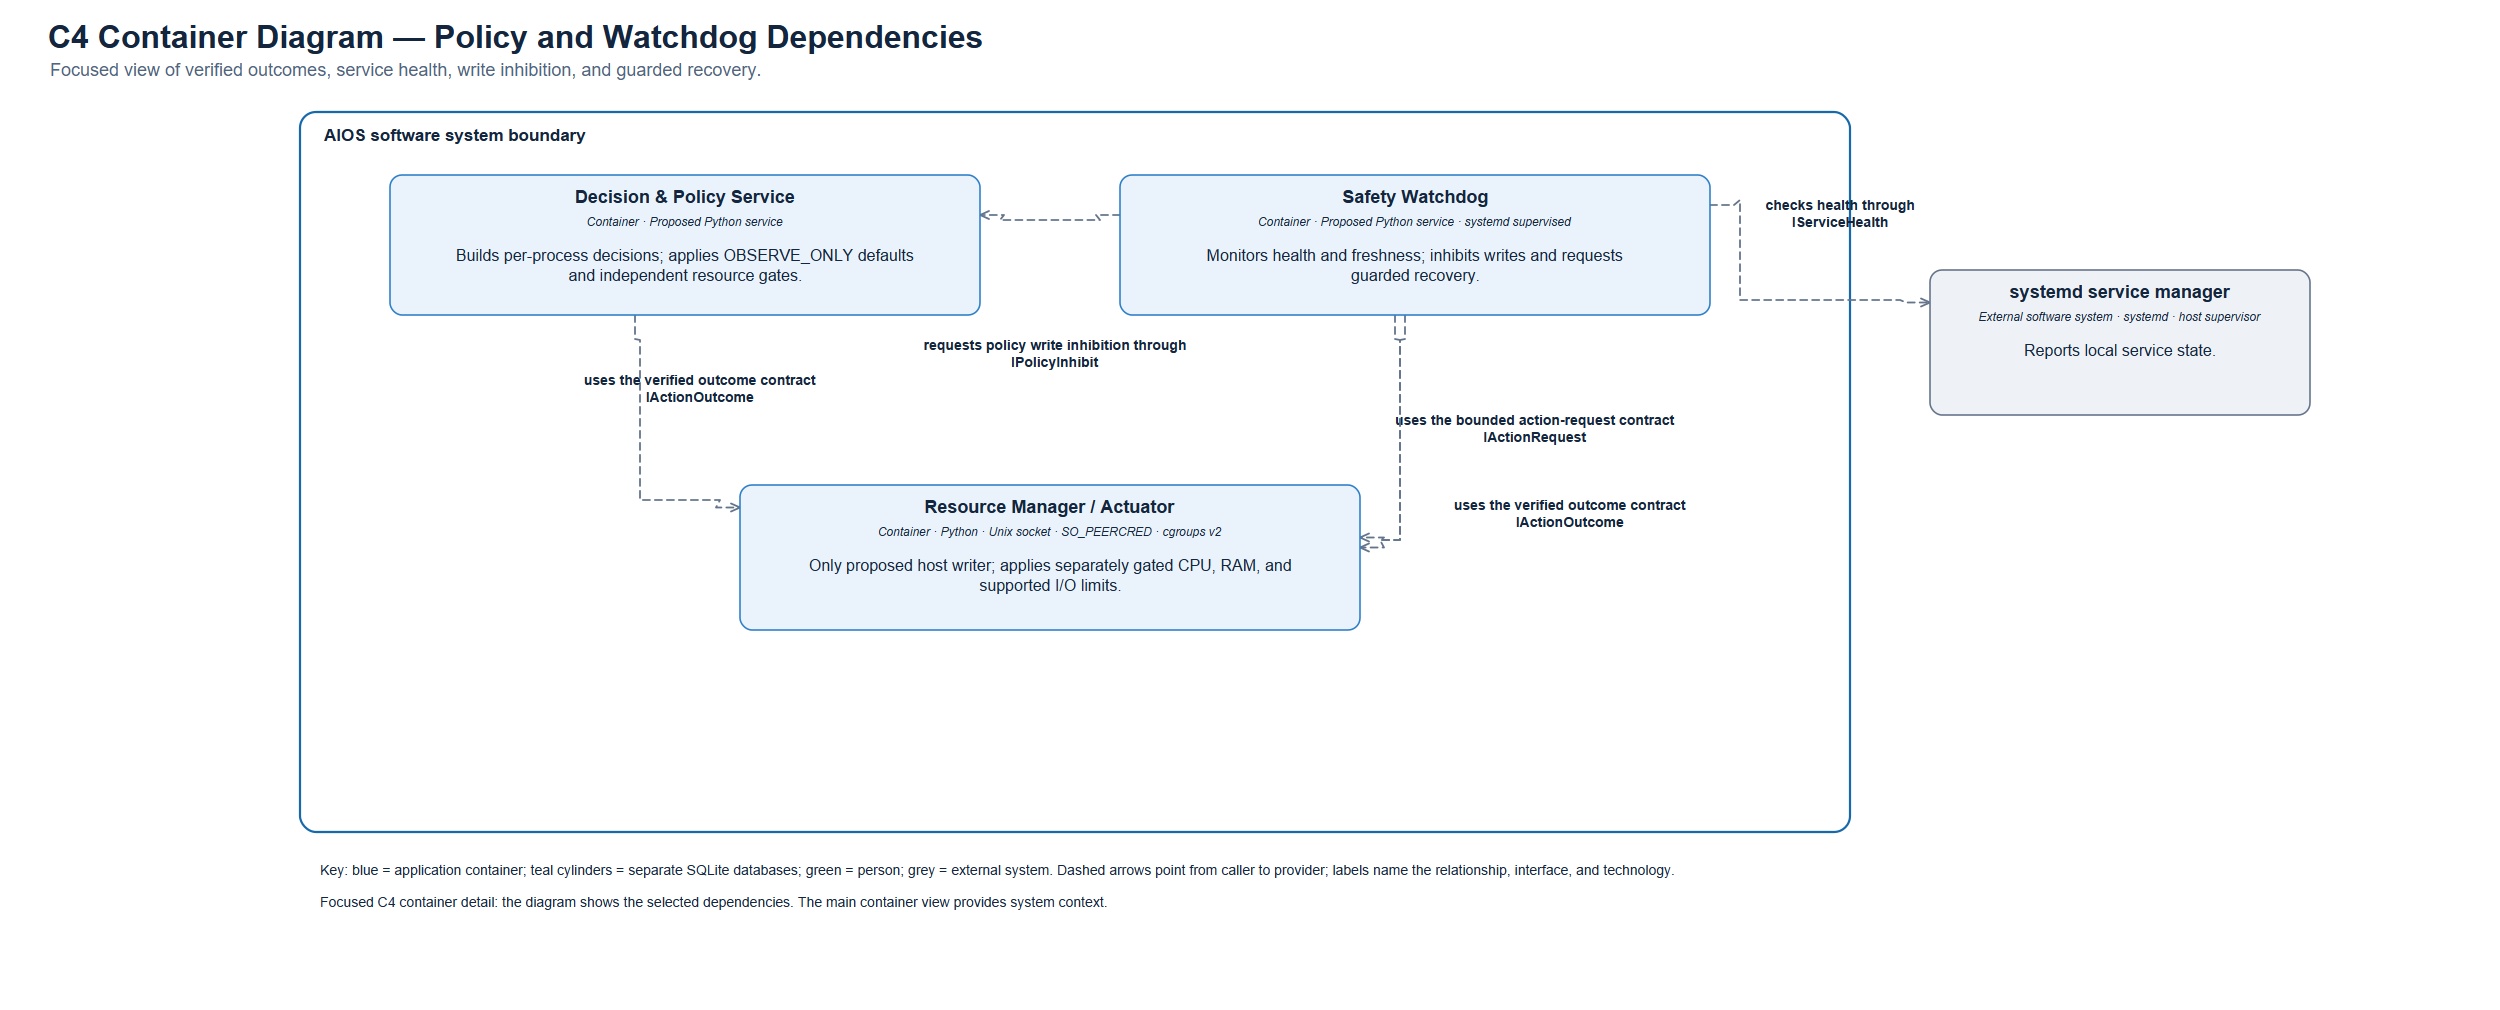 C4 Container Diagram — Policy and Watchdog Dependencies
Focused view of verified outcomes, service health, write inhibition, and guarded recovery.
AIOS software system boundary
Decision & Policy Service
Container · Proposed Python service
Builds per-process decisions; applies OBSERVE_ONLY defaults
and independent resource gates.
Safety Watchdog
Container · Proposed Python service · systemd supervised
Monitors health and freshness; inhibits writes and requests
guarded recovery.
checks health through
IServiceHealth
systemd service manager
External software system · systemd · host supervisor
Reports local service state.
requests policy write inhibition through
IPolicyInhibit
uses the verified outcome contract
IActionOutcome
uses the bounded action-request contract
IActionRequest
uses the verified outcome contract
IActionOutcome
Resource Manager / Actuator
Container · Python · Unix socket · SO_PEERCRED · cgroups v2
Only proposed host writer; applies separately gated CPU, RAM, and
supported I/O limits.
Key: blue = application container; teal cylinders = separate SQLite databases; green = person; grey = external system. Dashed arrows point from caller to provider; labels name the relationship, interface, and technology.
Focused C4 container detail: the diagram shows the selected dependencies. The main container view provides system context.